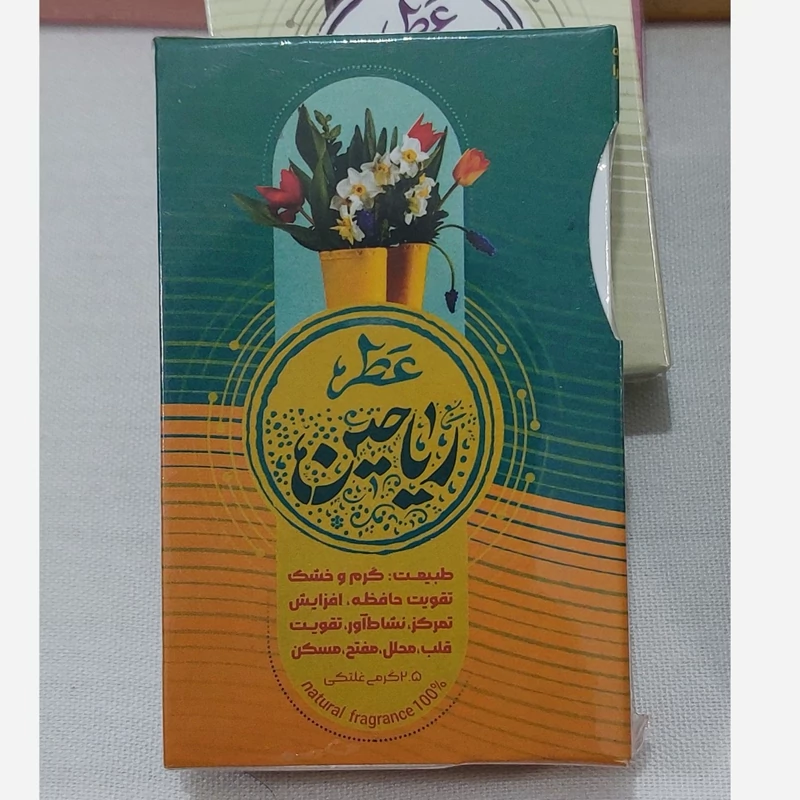 عطر
عطر
ریاحین
طبیعت: گرم و خشک
تقویت حافظه، افزایش
تمرکز، نشاط‌آور، تقویت
قلب، محلل، مفتح، مسکن
۲.۵ گرمی غلتکی
natural fragrance 100%